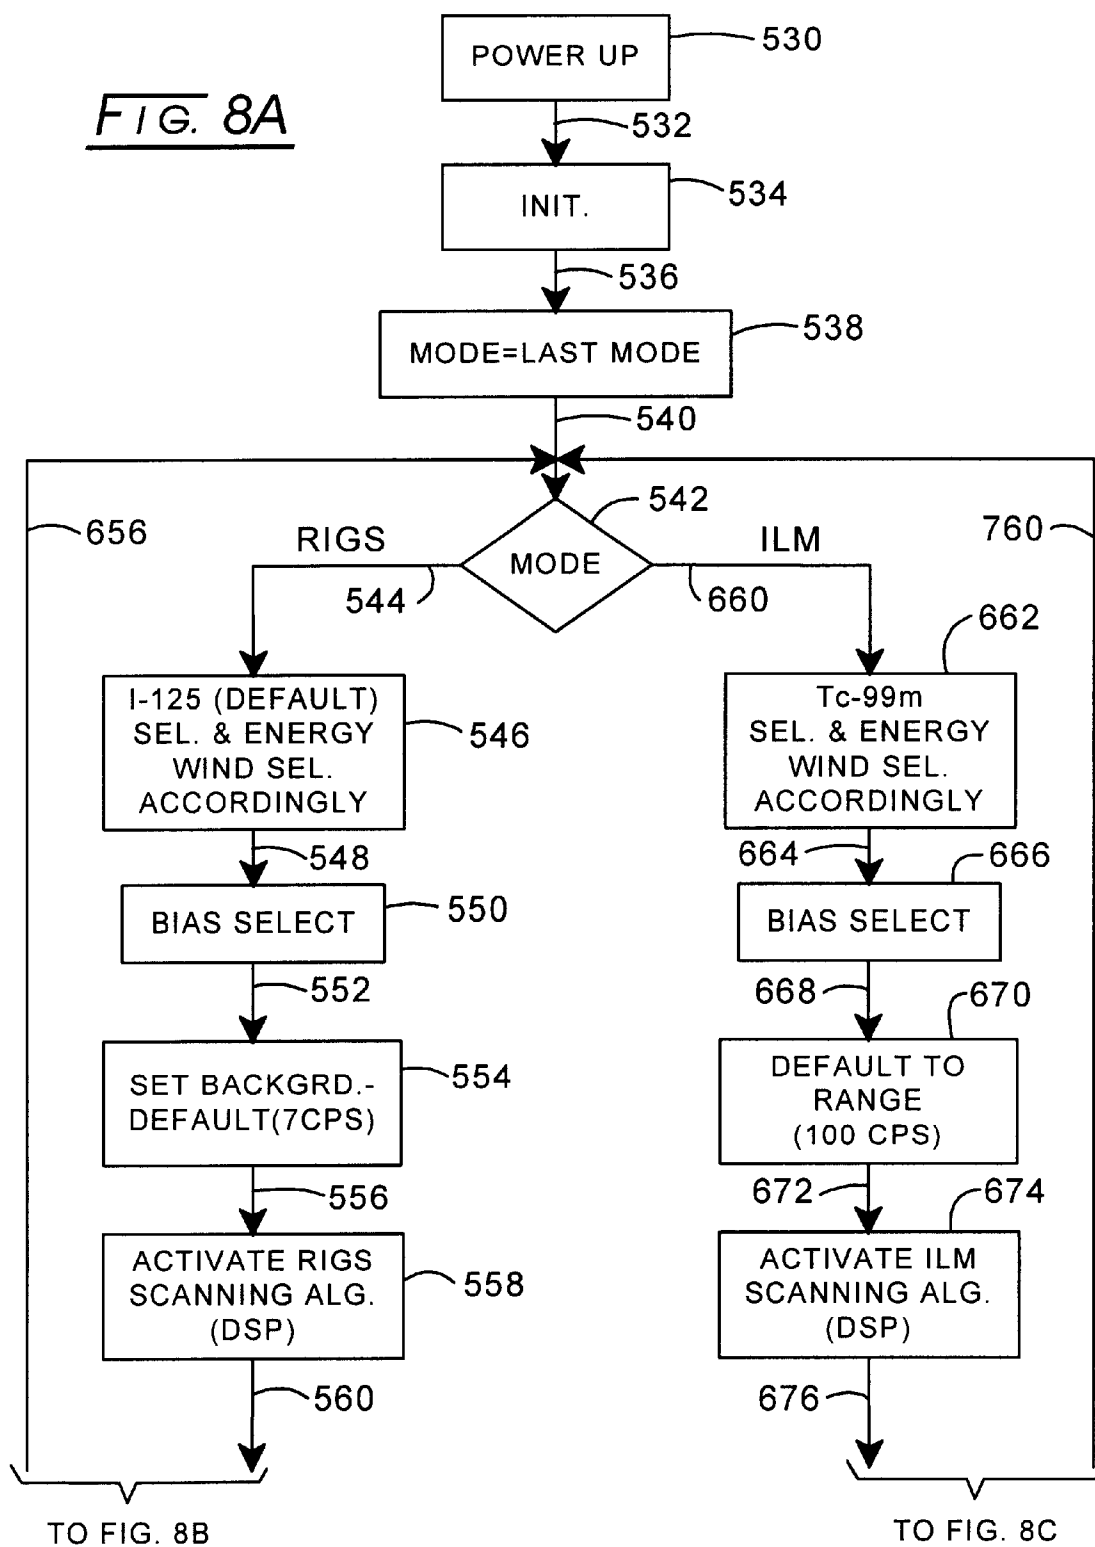 POWER UP
530
FIG. 8A
532
INIT.
534
536
MODE=LAST MODE
538
540
656
RIGS
544
MODE
542
ILM
660
760
I-125 (DEFAULT)
SEL. & ENERGY
WIND SEL.
ACCORDINGLY
546
548
BIAS SELECT
550
552
SET BACKGRD.-
DEFAULT(7CPS)
554
556
ACTIVATE RIGS
SCANNING ALG.
(DSP)
558
560
TO FIG. 8B
662
Tc-99m
SEL. & ENERGY
WIND SEL.
ACCORDINGLY
664
666
BIAS SELECT
668
670
DEFAULT TO
RANGE
(100 CPS)
672
674
ACTIVATE ILM
SCANNING ALG.
(DSP)
676
TO FIG. 8C